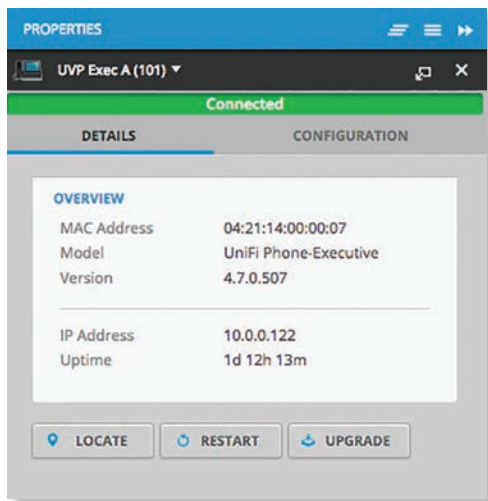 PROPERTIES
UVP Exec A (101)
Connected
DETAILS CONFIGURATION
OVERVIEW
MAC Address 04:21:14:00:00:07
Model UniFi Phone-Executive
Version 4.7.0.507
IP Address 10.0.0.122
Uptime 1d 12h 13m
LOCATE RESTART UPGRADE